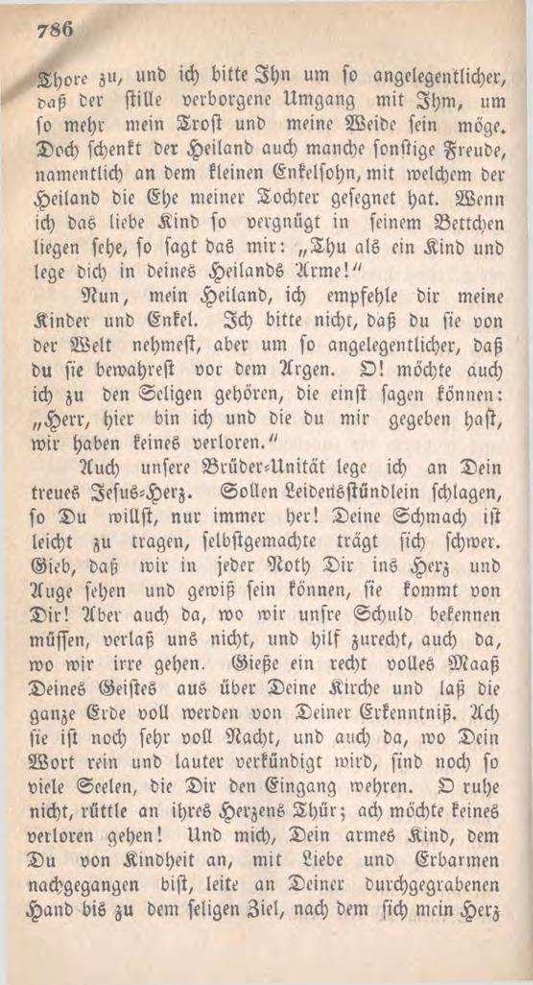 786
Thore zu, und ich bitte Ihn um so angelegentlicher,
daß der stille verborgene Umgang mit Ihm, um
so mehr mein Trost und meine Weide sein möge.
Doch schenkt der Heiland auch manche sonstige Freude,
namentlich an dem kleinen Enkelsohn, mit welchem der
Heiland die Ehe meiner Tochter gesegnet hat. Wenn
ich das liebe Kind so vergnügt in seinem Bettchen
liegen sehe, so sagt das mir: „Thu als ein Kind und
lege dich in deines Heilands Arme!“
Nun, mein Heiland, ich empfehle dir meine
Kinder und Enkel. Ich bitte nicht, daß du sie von
der Welt nehmest, aber um so angelegentlicher, daß
du sie bewahrest vor dem Argen. O! möchte auch
ich zu den Seligen gehören, die einst sagen können:
„Herr, hier bin ich und die du mir gegeben hast,
wir haben keines verloren.“
Auch unsere Brüder-Unität lege ich an Dein
treues Jesus-Herz. Sollen Leidensstündlein schlagen,
so Du willst, nur immer her! Deine Schmach ist
leicht zu tragen, selbstgemachte trägt sich schwer.
Gieb, daß wir in jeder Noth Dir ins Herz und
Auge sehen und gewiß sein können, sie kommt von
Dir! Aber auch da, wo wir unsre Schuld bekennen
müssen, verlaß uns nicht, und hilf zurecht, auch da,
wo wir irre gehen. Gieße ein recht volles Maaß
Deines Geistes aus über Deine Kirche und laß die
ganze Erde voll werden von Deiner Erkenntniß. Ach
sie ist noch sehr voll Nacht, und auch da, wo Dein
Wort rein und lauter verkündigt wird, sind noch so
viele Seelen, die Dir den Eingang wehren. O ruhe
nicht, rüttle an ihres Herzens Thür; ach möchte keines
verloren gehen! Und mich, Dein armes Kind, dem
Du von Kindheit an, mit Liebe und Erbarmen
nachgegangen bist, leite an Deiner durchgegrabenen
Hand bis zu dem seligen Ziel, nach dem sich mein Herz